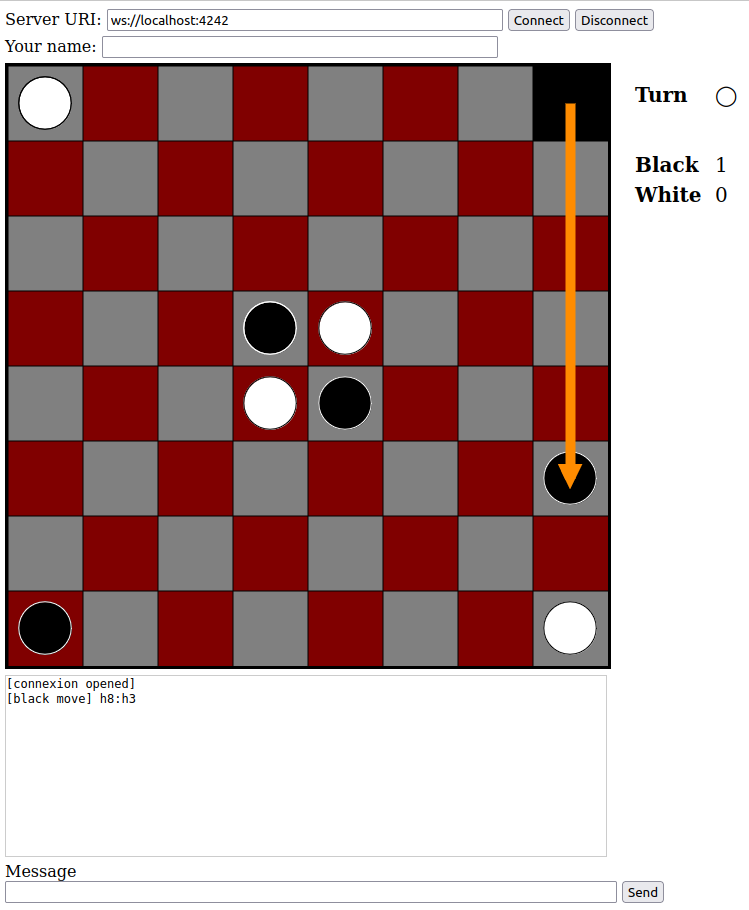 Server URI: ws://localhost:4242 Connect Disconnect
Your name:
Turn
Black 1
White 0
[connexion opened]
[black move] h8:h3
Message
Send